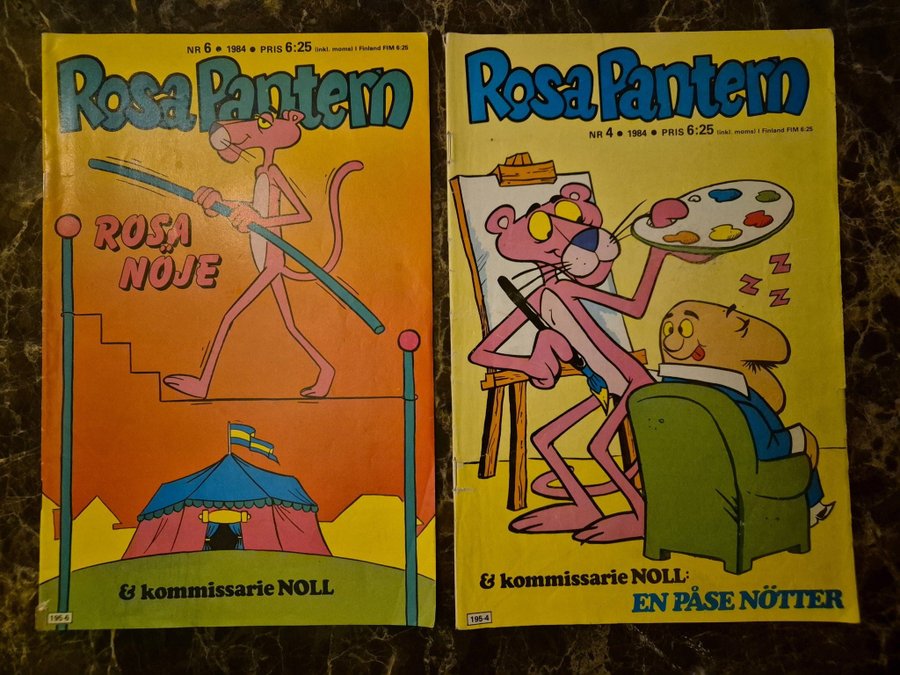 NR 6 • 1984 • PRIS 6:25 (inkl. moms) I Finland FIM 6:25
Rosa Pantern
ROSA
NÖJE
& kommissarie NOLL
195-6
Rosa Pantern
NR 4 • 1984 • PRIS 6:25 (inkl. moms) I Finland FIM 6:25
Z
Z
Z
& kommissarie NOLL:
EN PÅSE NÖTTER
195-4